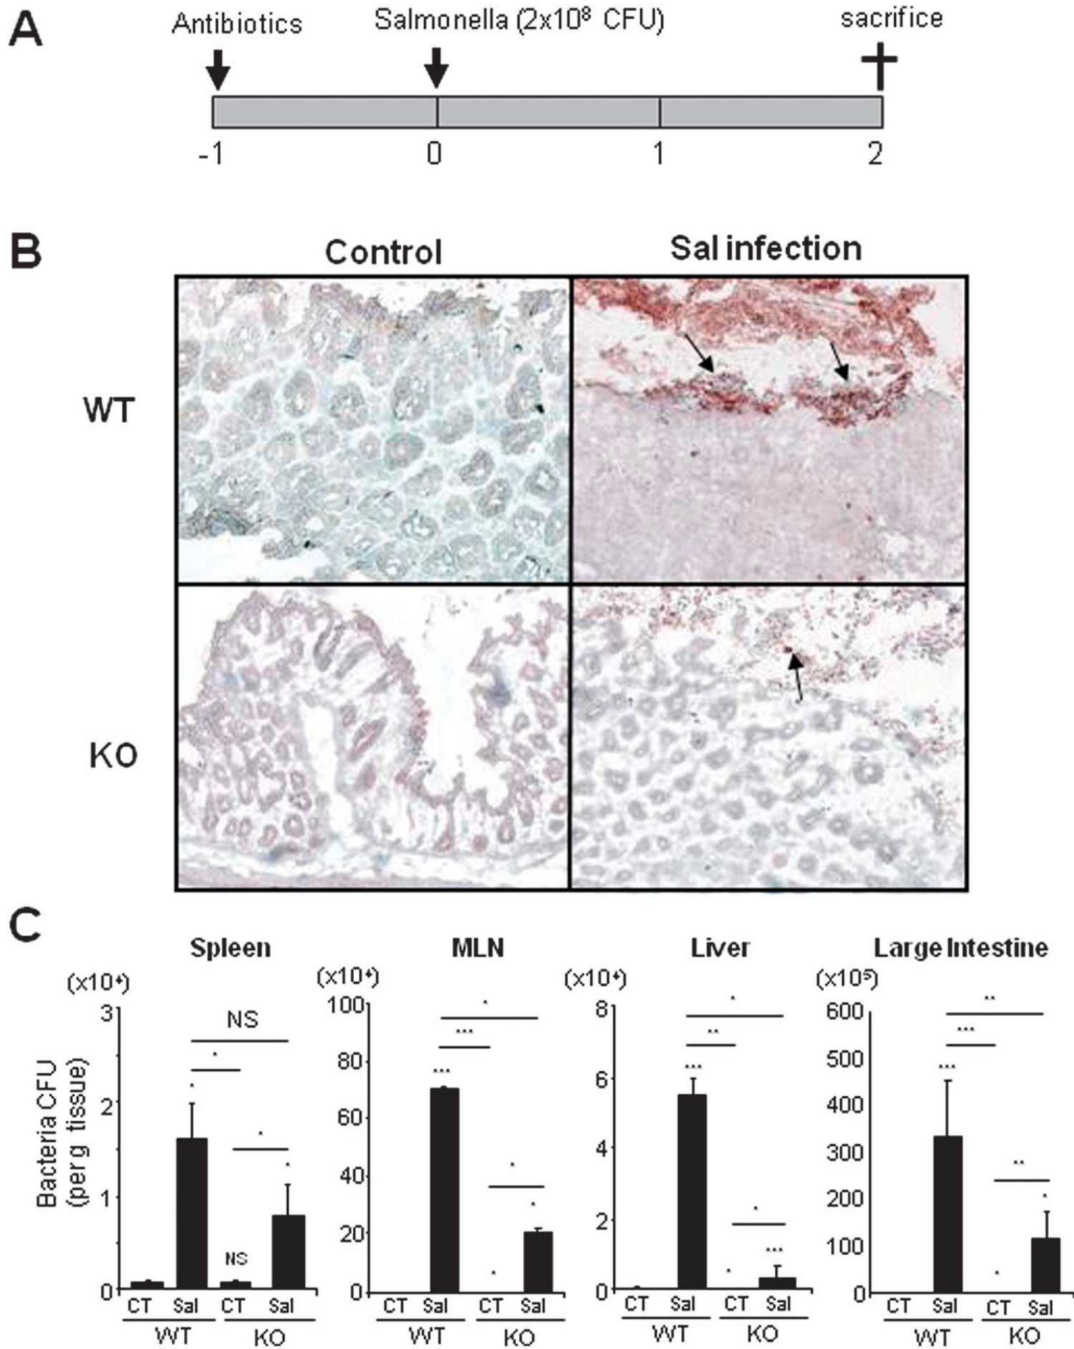 A
Antibiotics
Salmonella (2x10⁸ CFU)
sacrifice
-1
0
1
2
B
Control
Sal infection
WT
KO
C
Spleen
MLN
Liver
Large Intestine
(x10⁴)
(x10⁴)
(x10⁴)
(x10⁵)
Bacteria CFU
(per g tissue)
3
2
1
0
NS
*
*
*
*
NS
CT Sal CT Sal
WT KO
100
80
60
40
20
0
*
***
***
*
*
*
CT Sal CT Sal
WT KO
8
6
4
2
0
*
**
***
*
*
***
CT Sal CT Sal
WT KO
600
500
400
300
200
100
0
**
***
***
**
*
*
CT Sal CT Sal
WT KO